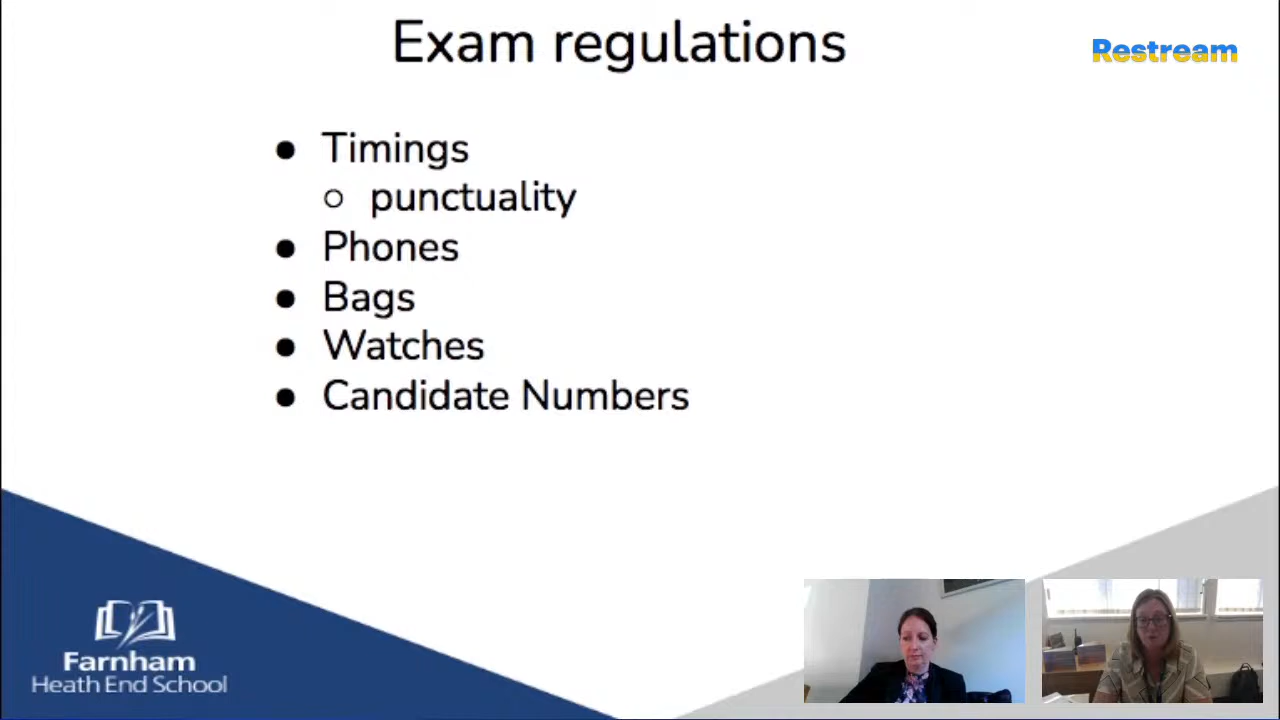 Exam regulations
Restream
● Timings
○ punctuality
● Phones
● Bags
● Watches
● Candidate Numbers
Farnham
Heath End School